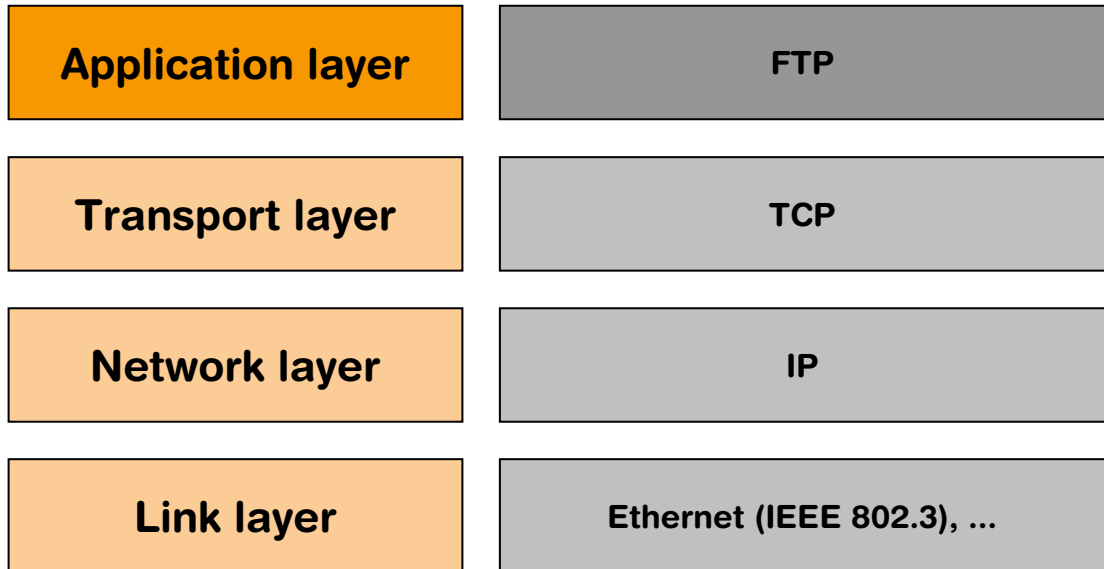 Application layer
FTP
Transport layer
TCP
Network layer
IP
Link layer
Ethernet (IEEE 802.3), ...